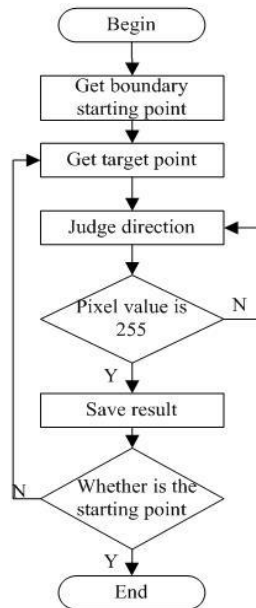 Begin
Get boundary
starting point
Get target point
Judge direction
Pixel value is
255
N
Y
Save result
Whether is the
starting point
N
Y
End